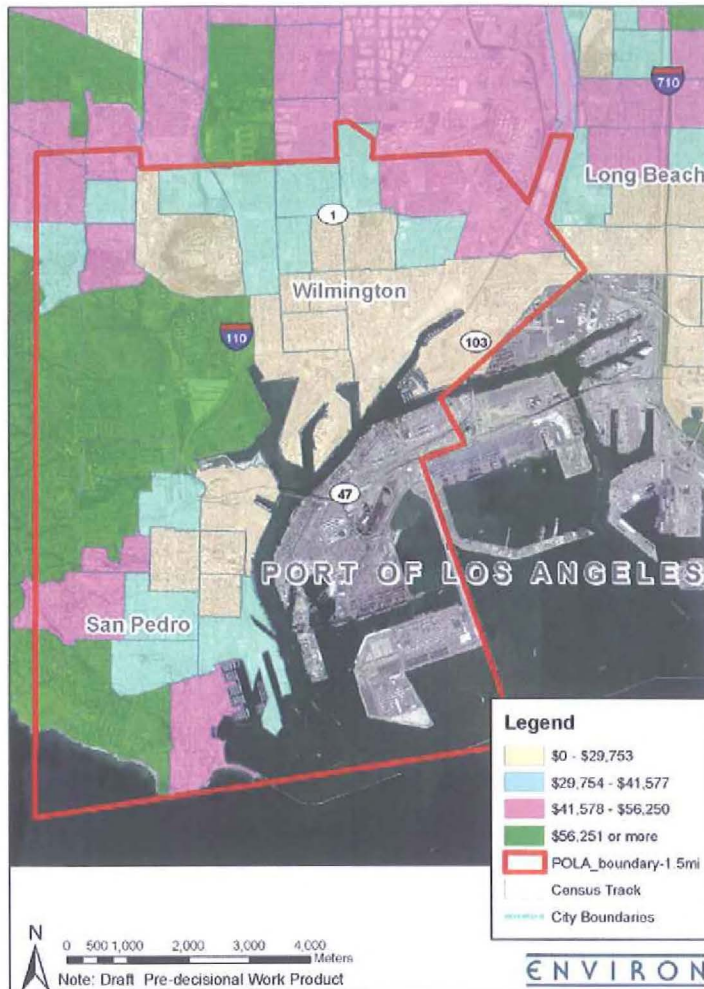 710
Long Beach
1
Wilmington
110
103
47
PORT OF LOS ANGELES
San Pedro
Legend
$0 - $29,753
$29,754 - $41,577
$41,578 - $56,250
$56,251 or more
POLA_boundary-1.5mi
Census Track
City Boundaries
N
0 500 1,000 2,000 3,000 4,000
Meters
Note: Draft Pre-decisional Work Product
ENVIRON